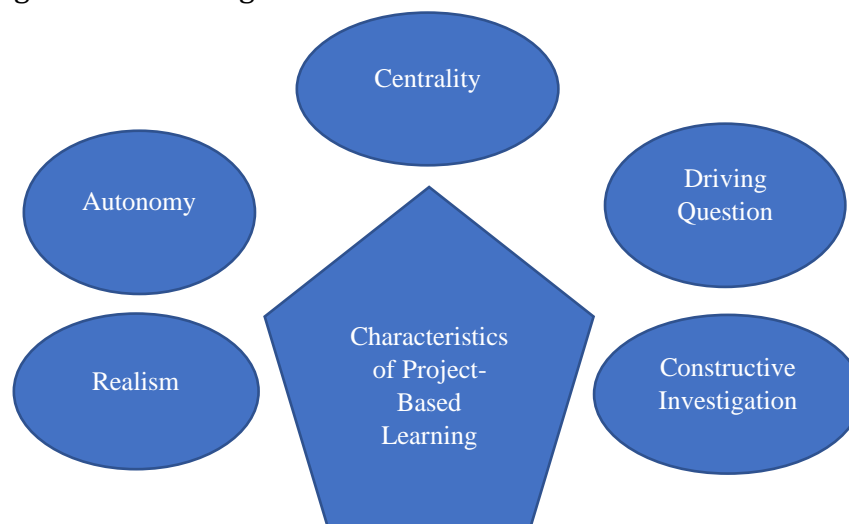 Centrality
Autonomy
Driving
Question
Realism
Characteristics
of Project-
Based
Learning
Constructive
Investigation